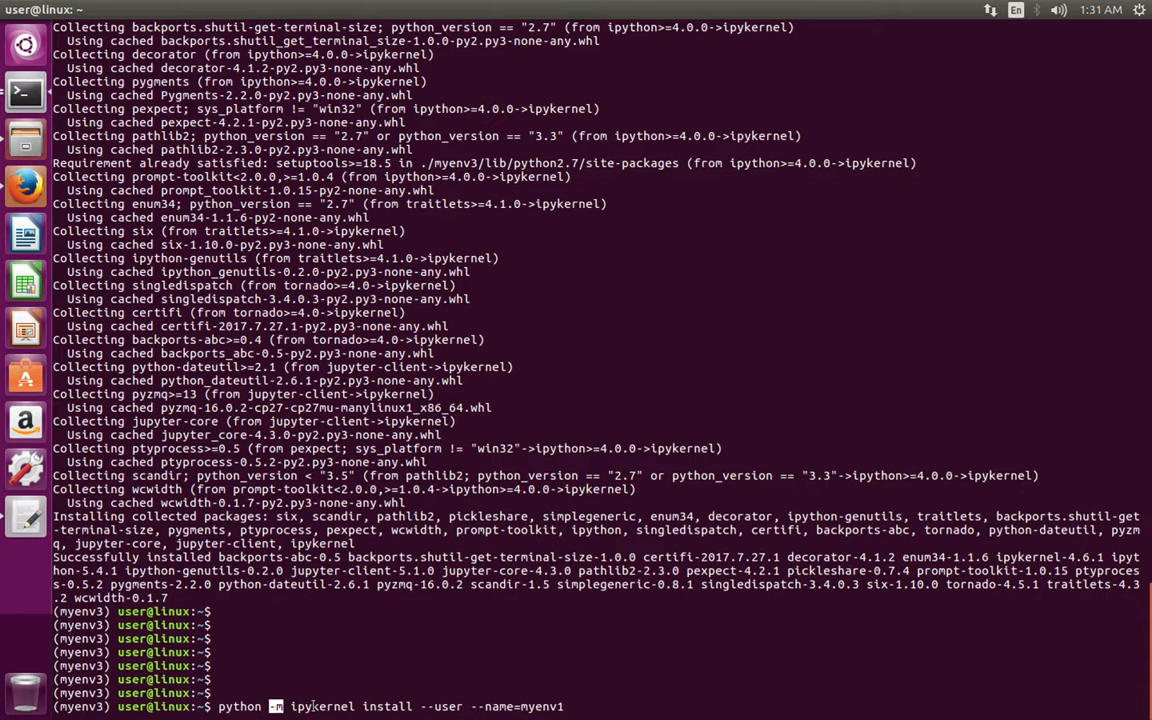 user@linux: ~
En
1:31 AM
Collecting backports.shutil-get-terminal-size; python_version == "2.7" (from ipython>=4.0.0->ipykernel)
Using cached backports.shutil_get_terminal_size-1.0.0-py2.py3-none-any.whl
Collecting decorator (from ipython>=4.0.0->ipykernel)
Using cached decorator-4.1.2-py2.py3-none-any.whl
Collecting pygments (from ipython>=4.0.0->ipykernel)
Using cached Pygments-2.2.0-py2.py3-none-any.whl
Collecting pexpect; sys_platform != "win32" (from ipython>=4.0.0->ipykernel)
Using cached pexpect-4.2.1-py2.py3-none-any.whl
Collecting pathlib2; python_version == "2.7" or python_version == "3.3" (from ipython>=4.0.0->ipykernel)
Using cached pathlib2-2.3.0-py2.py3-none-any.whl
Requirement already satisfied: setuptools>=18.5 in ./myenv3/lib/python2.7/site-packages (from ipython>=4.0.0->ipykernel)
Collecting prompt-toolkit<2.0.0,>=1.0.4 (from ipython>=4.0.0->ipykernel)
Using cached prompt_toolkit-1.0.15-py2-none-any.whl
Collecting enum34; python_version == "2.7" (from traitlets>=4.1.0->ipykernel)
Using cached enum34-1.1.6-py2-none-any.whl
Collecting six (from traitlets>=4.1.0->ipykernel)
Using cached six-1.10.0-py2.py3-none-any.whl
Collecting ipython-genutils (from traitlets>=4.1.0->ipykernel)
Using cached ipython_genutils-0.2.0-py2.py3-none-any.whl
Collecting singledispatch (from tornado>=4.0->ipykernel)
Using cached singledispatch-3.4.0.3-py2.py3-none-any.whl
Collecting certifi (from tornado>=4.0->ipykernel)
Using cached certifi-2017.7.27.1-py2.py3-none-any.whl
Collecting backports-abc>=0.4 (from tornado>=4.0->ipykernel)
Using cached backports_abc-0.5-py2.py3-none-any.whl
Collecting python-dateutil>=2.1 (from jupyter-client->ipykernel)
Using cached python_dateutil-2.6.1-py2.py3-none-any.whl
Collecting pyzmq>=13 (from jupyter-client->ipykernel)
Using cached pyzmq-16.0.2-cp27-cp27mu-manylinux1_x86_64.whl
Collecting jupyter-core (from jupyter-client->ipykernel)
Using cached jupyter_core-4.3.0-py2.py3-none-any.whl
Collecting ptyprocess>=0.5 (from pexpect; sys_platform != "win32"->ipython>=4.0.0->ipykernel)
Using cached ptyprocess-0.5.2-py2.py3-none-any.whl
Collecting scandir; python_version < "3.5" (from pathlib2; python_version == "2.7" or python_version == "3.3"->ipython>=4.0.0->ipykernel)
Collecting wcwidth (from prompt-toolkit<2.0.0,>=1.0.4->ipython>=4.0.0->ipykernel)
Using cached wcwidth-0.1.7-py2.py3-none-any.whl
Installing collected packages: six, scandir, pathlib2, pickleshare, simplegeneric, enum34, decorator, ipython-genutils, traitlets, backports.shutil-get
-terminal-size, pygments, ptyprocess, pexpect, wcwidth, prompt-toolkit, ipython, singledispatch, certifi, backports-abc, tornado, python-dateutil, pyzm
q, jupyter-core, jupyter-client, ipykernel
Successfully installed backports-abc-0.5 backports.shutil-get-terminal-size-1.0.0 certifi-2017.7.27.1 decorator-4.1.2 enum34-1.1.6 ipykernel-4.6.1 ipyt
hon-5.4.1 ipython-genutils-0.2.0 jupyter-client-5.1.0 jupyter-core-4.3.0 pathlib2-2.3.0 pexpect-4.2.1 pickleshare-0.7.4 prompt-toolkit-1.0.15 ptyproces
s-0.5.2 pygments-2.2.0 python-dateutil-2.6.1 pyzmq-16.0.2 scandir-1.5 simplegeneric-0.8.1 singledispatch-3.4.0.3 six-1.10.0 tornado-4.5.1 traitlets-4.3
.2 wcwidth-0.1.7
(myenv3) user@linux:~$
(myenv3) user@linux:~$
(myenv3) user@linux:~$
(myenv3) user@linux:~$
(myenv3) user@linux:~$
(myenv3) user@linux:~$
(myenv3) user@linux:~$
(myenv3) user@linux:~$ python -m ipykernel install --user --name=myenv1